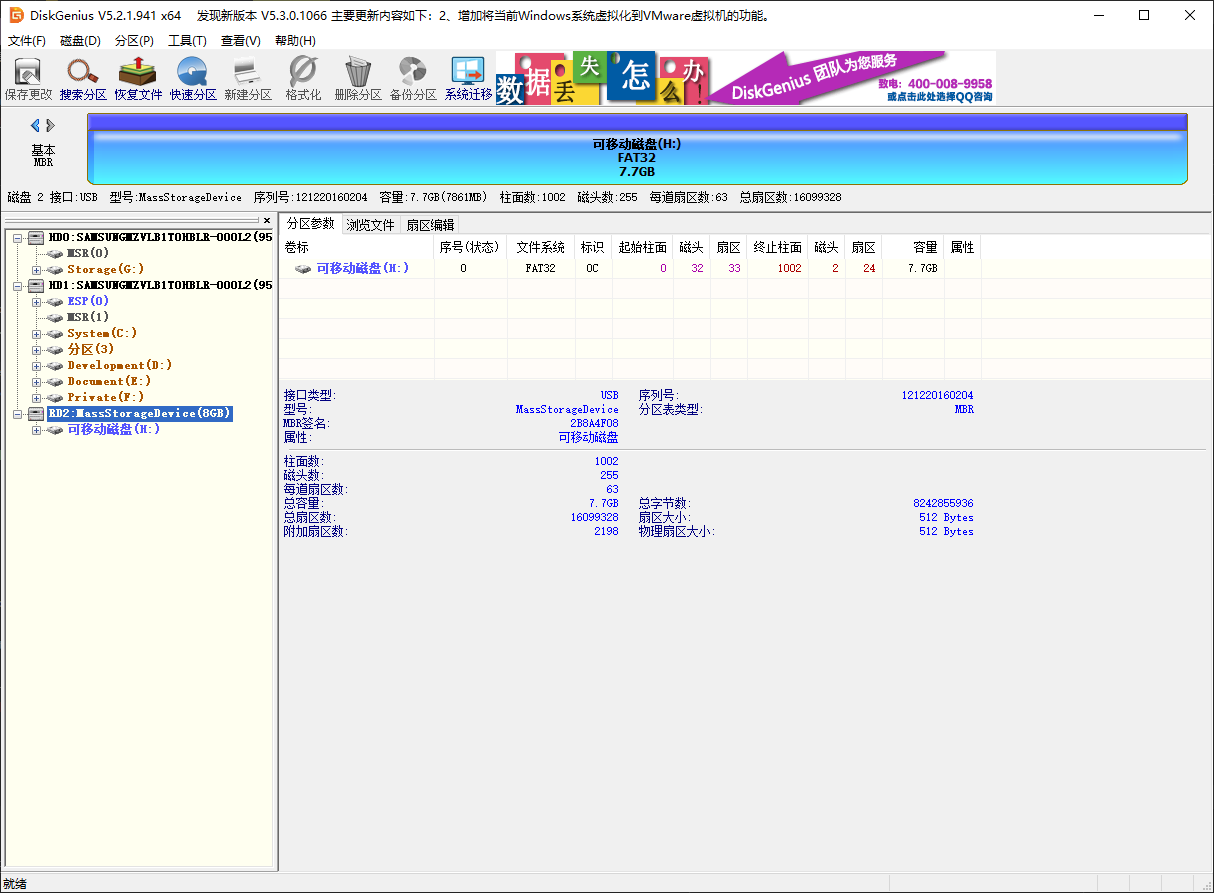 DiskGenius V5.2.1.941 x64 发现新版本 V5.3.0.1066 主要更新内容如下：2、增加将当前Windows系统虚拟化到VMware虚拟机的功能。
文件(F) 磁盘(D) 分区(P) 工具(T) 查看(V) 帮助(H)
保存更改 搜索分区 恢复文件 快速分区 新建分区 格式化 删除分区 备份分区 系统迁移
数据丢失怎么办!
DiskGenius 团队为您服务
致电：400-008-9958
或点击此处选择QQ咨询
基本
MBR
可移动磁盘(H:)
FAT32
7.7GB
磁盘 2 接口:USB 型号:MassStorageDevice 序列号:121220160204 容量:7.7GB(7861MB) 柱面数:1002 磁头数:255 每道扇区数:63 总扇区数:16099328
HD0:SAMSUNGMZVLB1T0HBLR-000L2(95
MSR(0)
Storage(G:)
HD1:SAMSUNGMZVLB1T0HBLR-000L2(95
ESP(0)
MSR(1)
System(C:)
分区(3)
Development(D:)
Document(E:)
Private(F:)
RD2:MassStorageDevice(8GB)
可移动磁盘(H:)
分区参数 浏览文件 扇区编辑
卷标 序号(状态) 文件系统 标识 起始柱面 磁头 扇区 终止柱面 磁头 扇区 容量 属性
可移动磁盘(H:) 0 FAT32 0C 0 32 33 1002 2 24 7.7GB
接口类型: USB 序列号: 121220160204
型号: MassStorageDevice 分区表类型: MBR
MBR签名: 2B8A4F08
属性: 可移动磁盘
柱面数: 1002
磁头数: 255
每道扇区数: 63
总容量: 7.7GB 总字节数: 8242855936
总扇区数: 16099328 扇区大小: 512 Bytes
附加扇区数: 2198 物理扇区大小: 512 Bytes
就绪